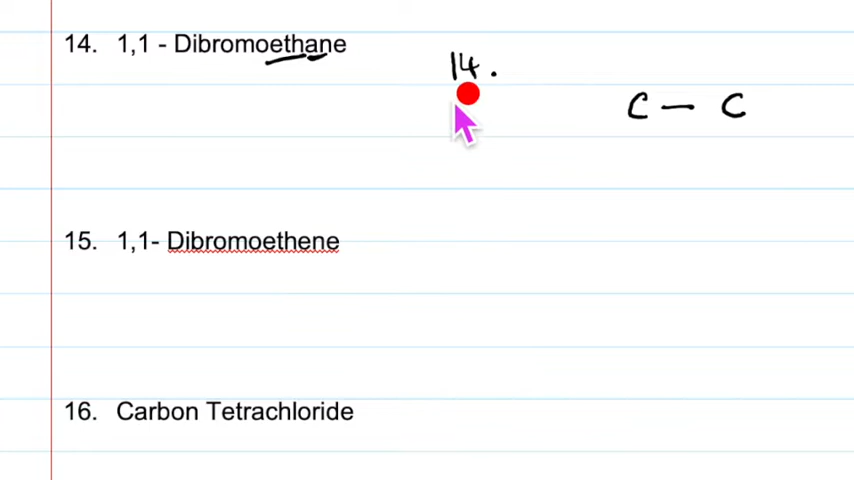 14. 1,1 - Dibromoethane
14.
C — C
15. 1,1- Dibromoethene
16. Carbon Tetrachloride